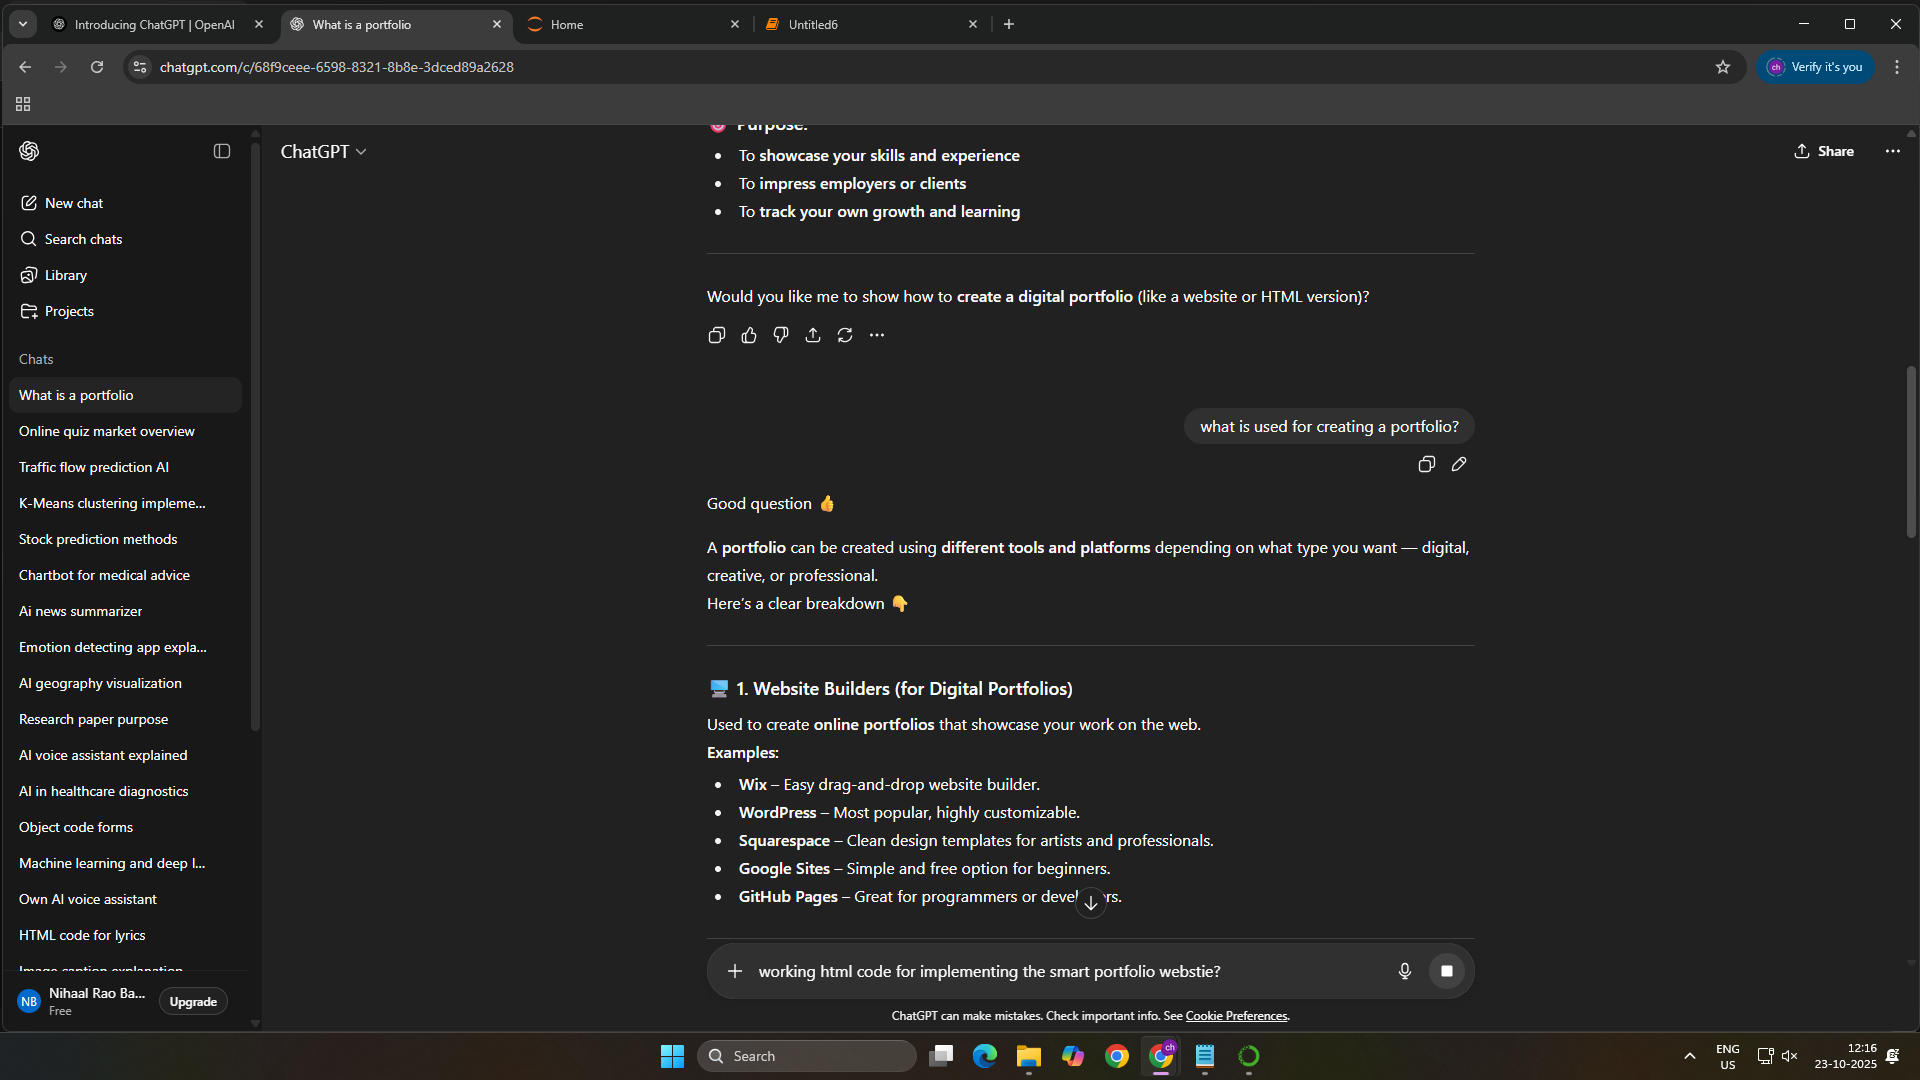 Introducing ChatGPT | OpenAI
What is a portfolio
Home
Untitled6
chatgpt.com/c/68f9ceee-6598-8321-8b8e-3dced89a2628
ch
Verify it's you
ChatGPT
Share
New chat
Search chats
Library
Projects
Chats
What is a portfolio
Online quiz market overview
Traffic flow prediction AI
K-Means clustering impleme...
Stock prediction methods
Chartbot for medical advice
Ai news summarizer
Emotion detecting app expla...
AI geography visualization
Research paper purpose
AI voice assistant explained
AI in healthcare diagnostics
Object code forms
Machine learning and deep l...
Own AI voice assistant
HTML code for lyrics
Image caption explanation
NB
Nihaal Rao Ba...
Free
Upgrade
Purpose:
To showcase your skills and experience
To impress employers or clients
To track your own growth and learning
Would you like me to show how to create a digital portfolio (like a website or HTML version)?
what is used for creating a portfolio?
Good question 👍
A portfolio can be created using different tools and platforms depending on what type you want — digital,
creative, or professional.
Here's a clear breakdown 👇
1. Website Builders (for Digital Portfolios)
Used to create online portfolios that showcase your work on the web.
Examples:
Wix – Easy drag-and-drop website builder.
WordPress – Most popular, highly customizable.
Squarespace – Clean design templates for artists and professionals.
Google Sites – Simple and free option for beginners.
GitHub Pages – Great for programmers or developers.
working html code for implementing the smart portfolio webstie?
ChatGPT can make mistakes. Check important info. See Cookie Preferences.
Search
ch
ENG
US
12:16
23-10-2025